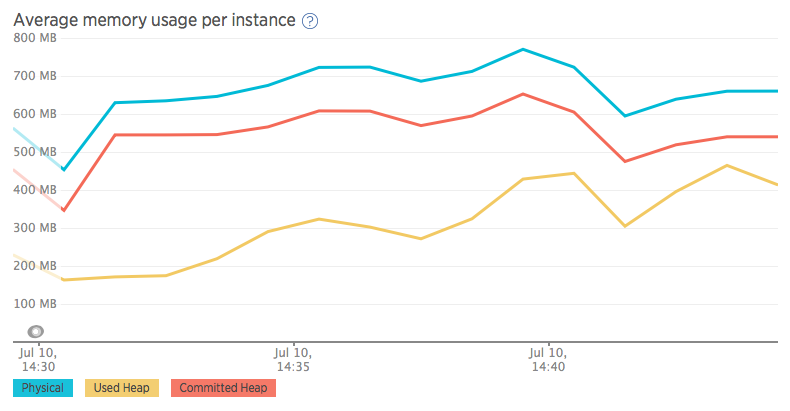 Average memory usage per instance ?
800 MB
700 MB
600 MB
500 MB
400 MB
300 MB
200 MB
100 MB
Jul 10, 14:30
Jul 10, 14:35
Jul 10, 14:40
Physical Used Heap Committed Heap